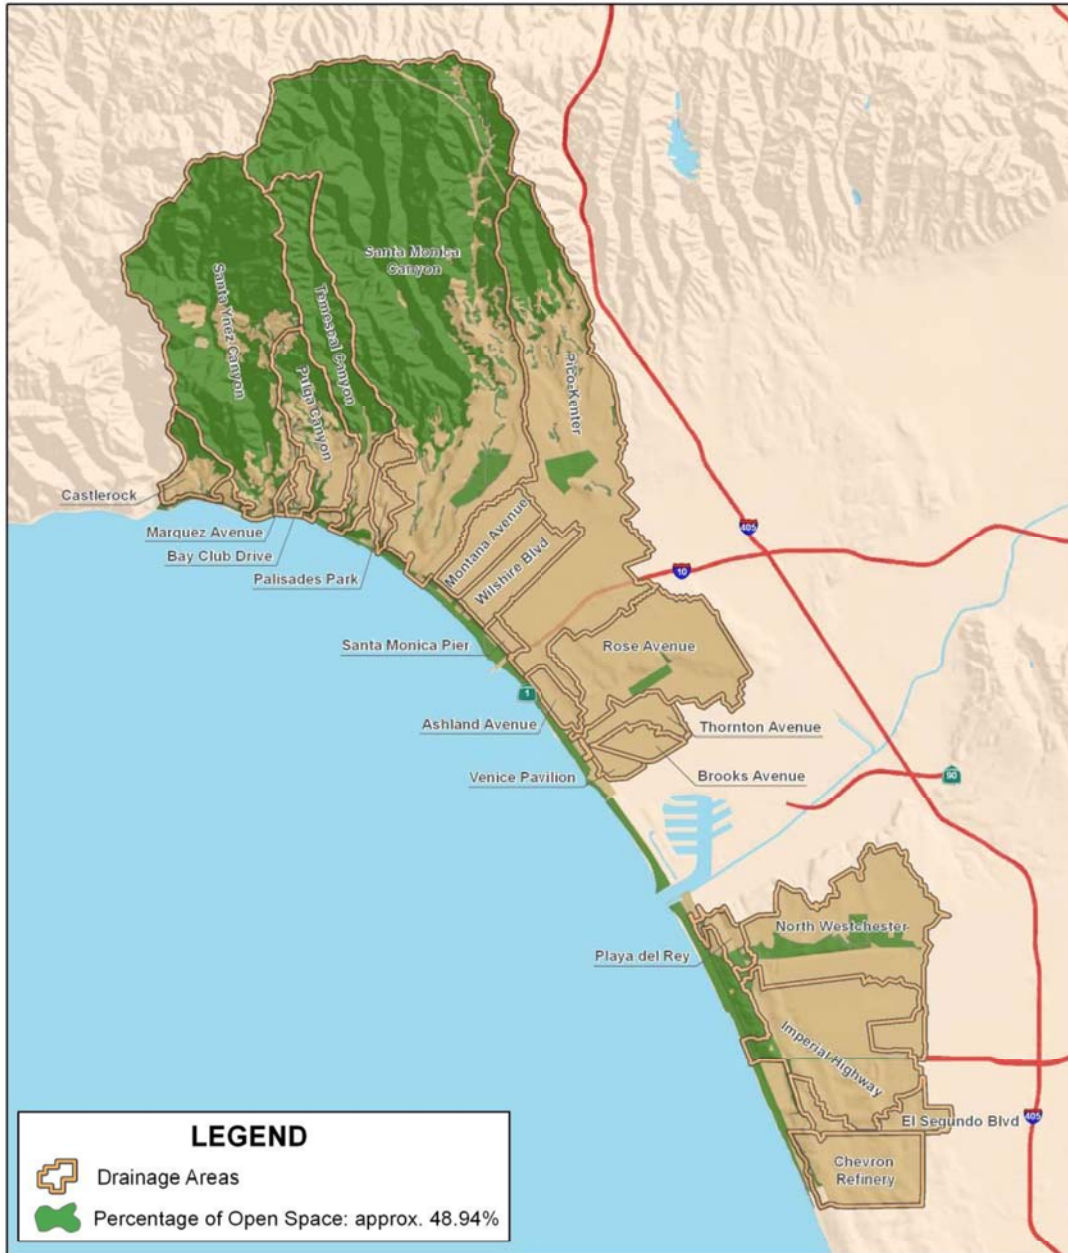 Santa Monica
Canyon
Santa Ynez Canyon
Temescal Canyon
Pulga Canyon
Pico-Kenter
Castlerock
Marquez Avenue
Bay Club Drive
Palisades Park
Montana Avenue
Wilshire Blvd
405
10
Santa Monica Pier
Rose Avenue
1
Ashland Avenue
Thornton Avenue
Venice Pavilion
Brooks Avenue
90
North Westchester
Playa del Rey
Imperial Highway
El Segundo Blvd
405
Chevron
Refinery
LEGEND
Drainage Areas
Percentage of Open Space: approx. 48.94%